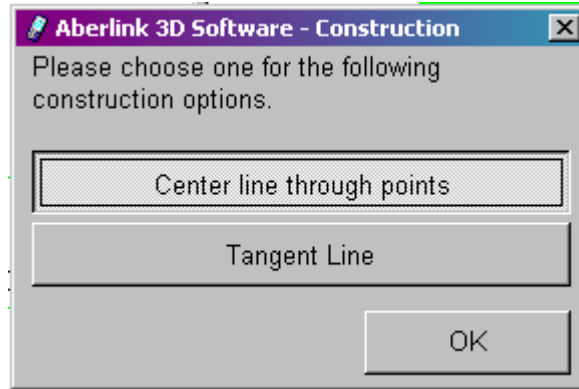 Aberlink 3D Software - Construction
Please choose one for the following
construction options.
Center line through points
Tangent Line
OK